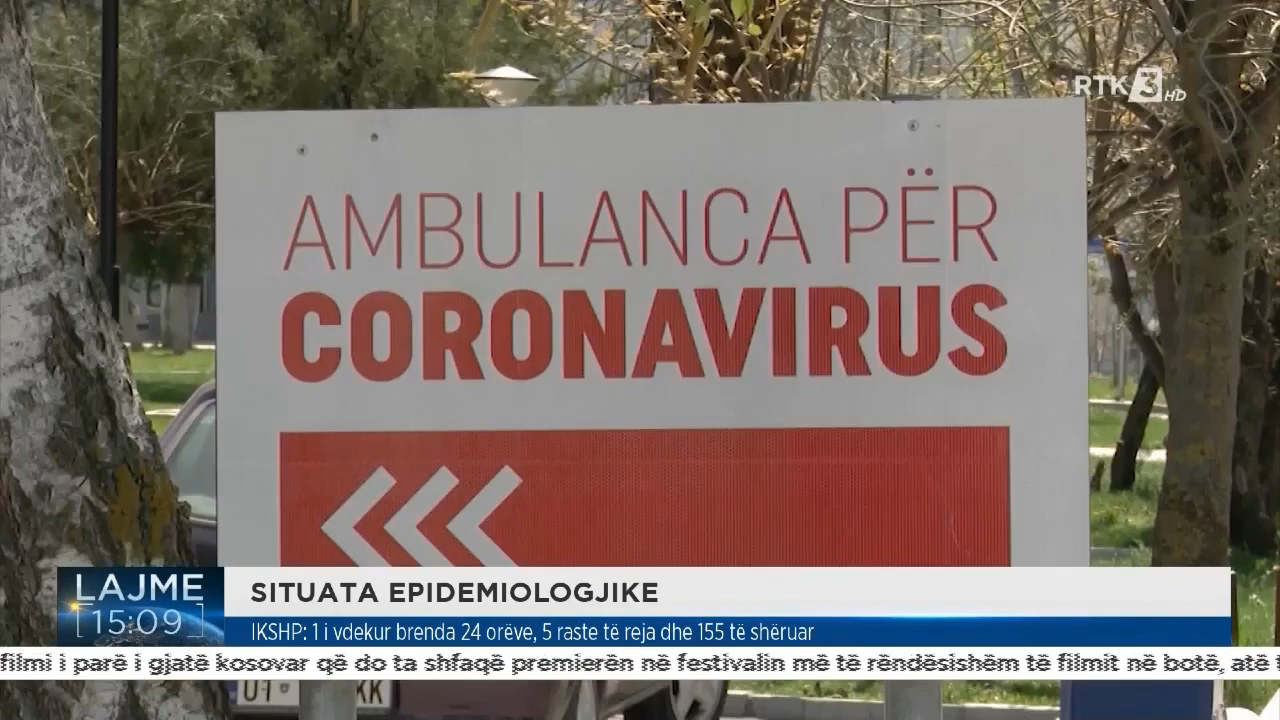 RTK 3 HD
AMBULANCA PËR
CORONAVIRUS
LAJME
15:09
SITUATA EPIDEMIOLOGJIKE
IKSHP: 1 i vdekur brenda 24 orëve, 5 raste të reja dhe 155 të shëruar
filmi i parë i gjatë kosovar që do ta shfaqë premierën në festivalin më të rëndësishëm të filmit në botë, atë